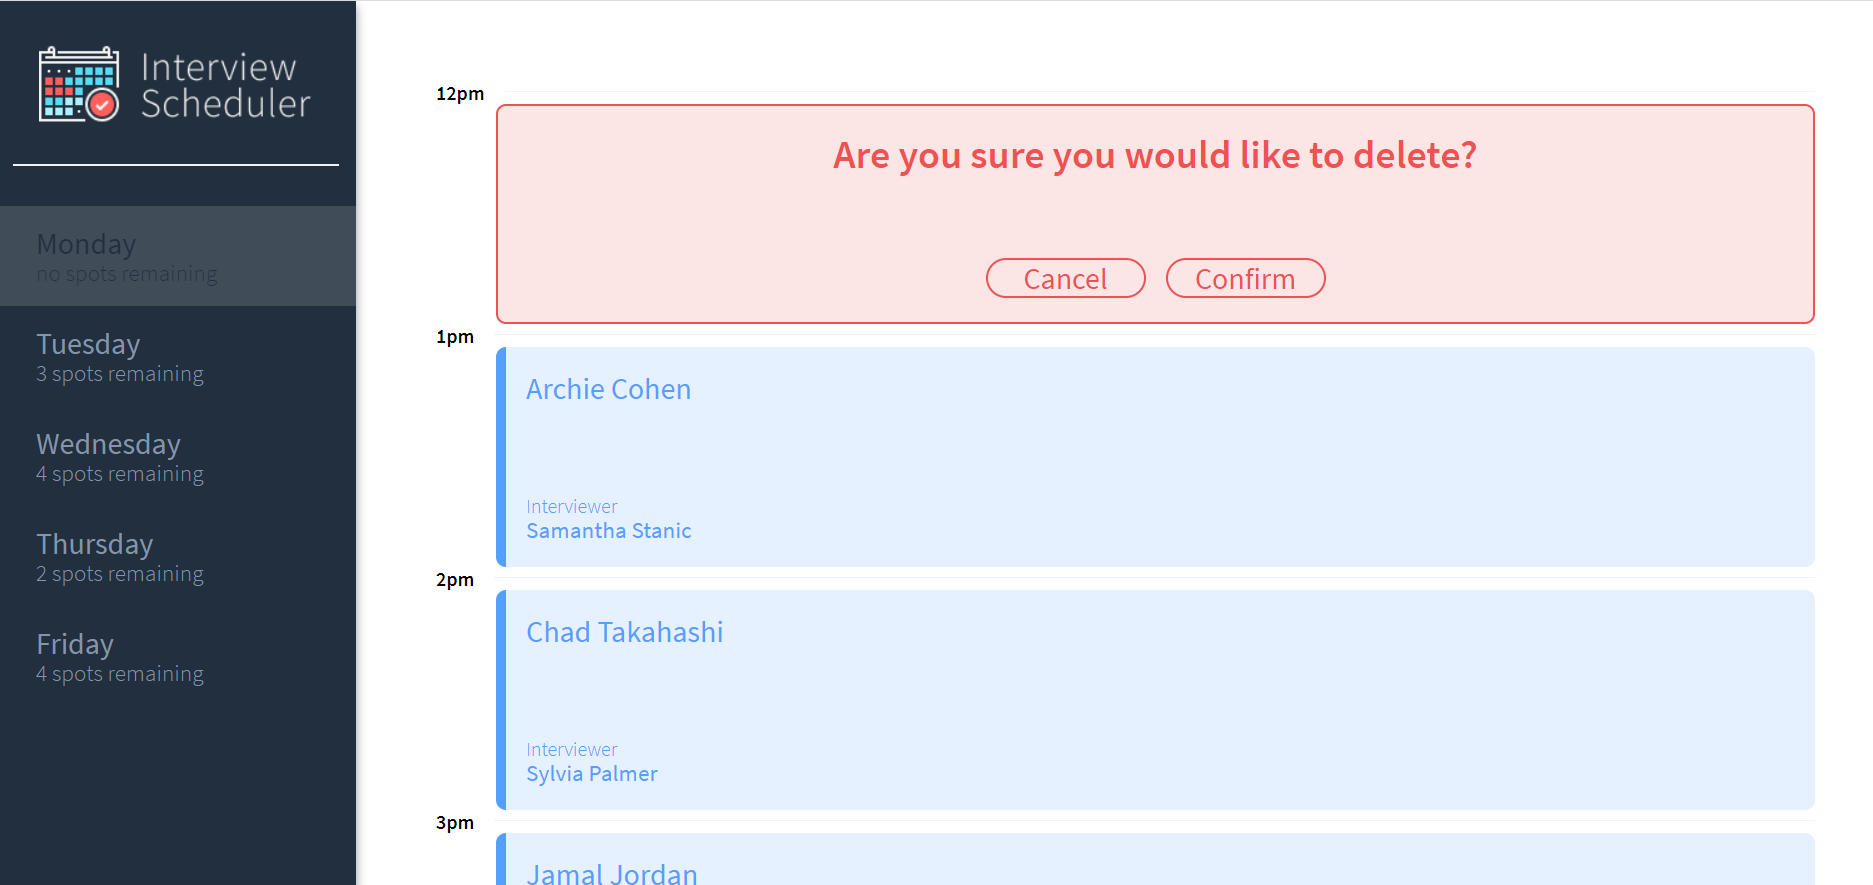 Interview
Scheduler
Monday
no spots remaining
Tuesday
3 spots remaining
Wednesday
4 spots remaining
Thursday
2 spots remaining
Friday
4 spots remaining
12pm
Are you sure you would like to delete?
Cancel Confirm
1pm
Archie Cohen
Interviewer
Samantha Stanic
2pm
Chad Takahashi
Interviewer
Sylvia Palmer
3pm
Jamal Jordan